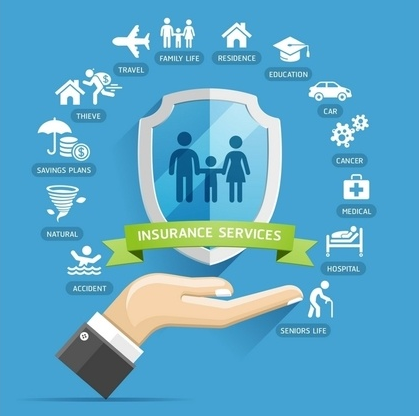 FAMILY LIFE
RESIDENCE
TRAVEL
EDUCATION
CAR
THIEVE
CANCER
SAVINGS PLANS
MEDICAL
NATURAL
INSURANCE SERVICES
HOSPITAL
ACCIDENT
SENIORS LIFE
$
$